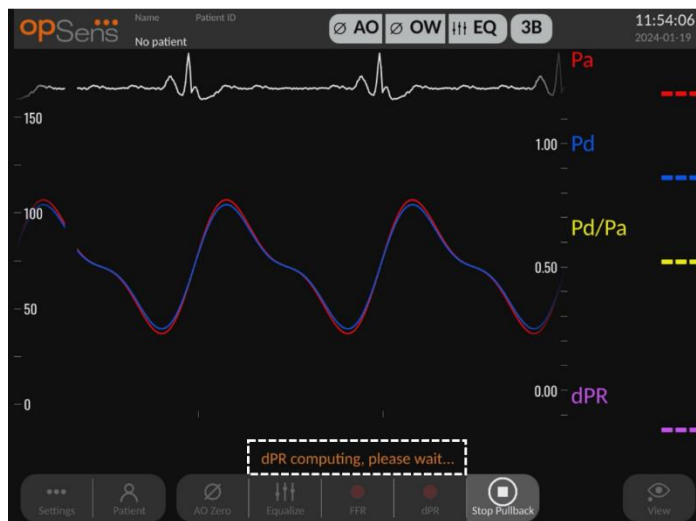 opSens
Name Patient ID
No patient
Ø AO Ø OW EQ 3B
11:54:06
2024-01-19
Pa
150
1.00 Pd
100
Pd/Pa
0.50
50
0.00 dPR
0
dPR computing, please wait...
Settings Patient AO Zero Equalize FFR dPR Stop Pullback View